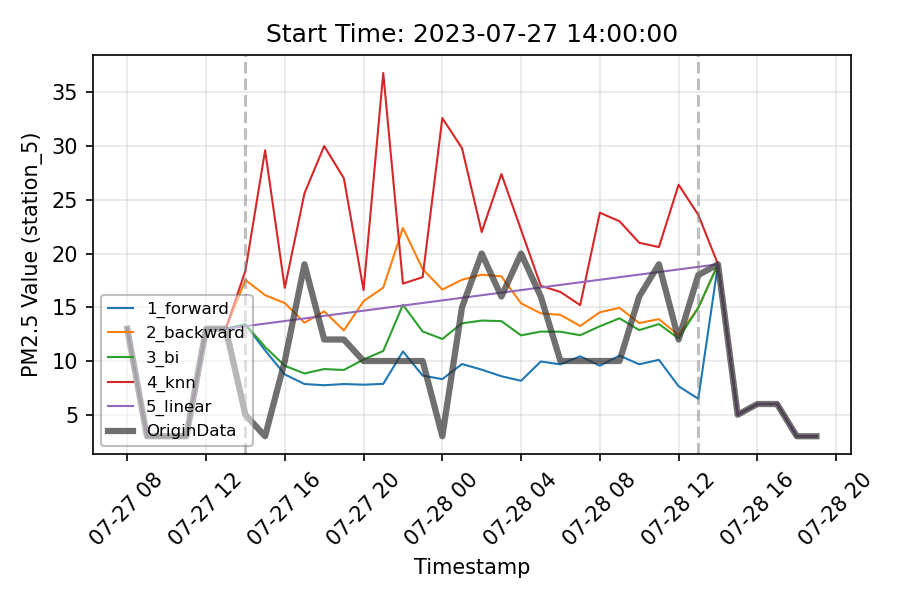 Start Time: 2023-07-27 14:00:00
PM2.5 Value (station_5)
35
30
25
20
15
10
5
1_forward
2_backward
3_bi
4_knn
5_linear
OriginData
07-27 08
07-27 12
07-27 16
07-27 20
07-28 00
07-28 04
07-28 08
07-28 12
07-28 16
07-28 20
Timestamp